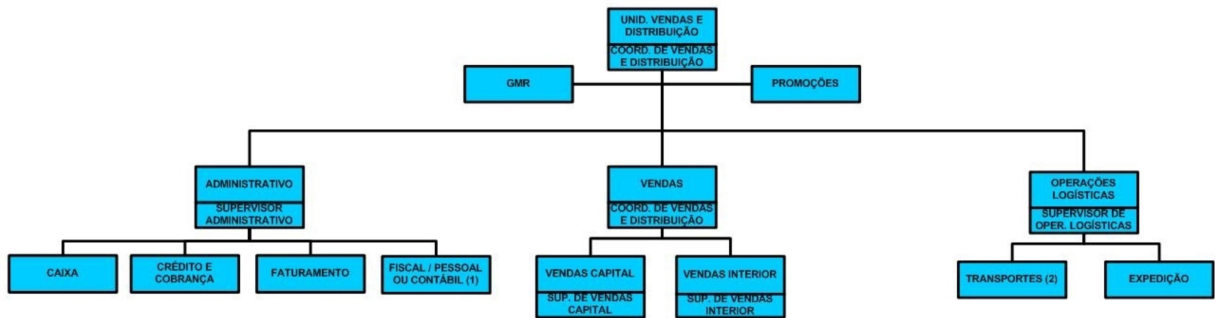 UNID. VENDAS E
DISTRIBUIÇÃO
COORD. DE VENDAS
E DISTRIBUIÇÃO
GMR
PROMOÇÕES
ADMINISTRATIVO
SUPERVISOR
ADMINISTRATIVO
VENDAS
COORD. DE VENDAS
E DISTRIBUIÇÃO
OPERAÇÕES
LOGÍSTICAS
SUPERVISOR DE
OPER. LOGÍSTICAS
CAIXA
CRÉDITO E
COBRANÇA
FATURAMENTO
FISCAL / PESSOAL
OU CONTÁBIL (1)
VENDAS CAPITAL
SUP. DE VENDAS
CAPITAL
VENDAS INTERIOR
SUP. DE VENDAS
INTERIOR
TRANSPORTES (2)
EXPEDIÇÃO